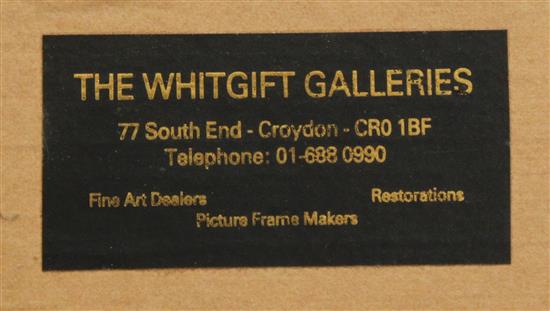 THE WHITGIFT GALLERIES
77 South End - Croydon - CR0 1BF
Telephone: 01-688 0990
Fine Art Dealers Restorations
Picture Frame Makers